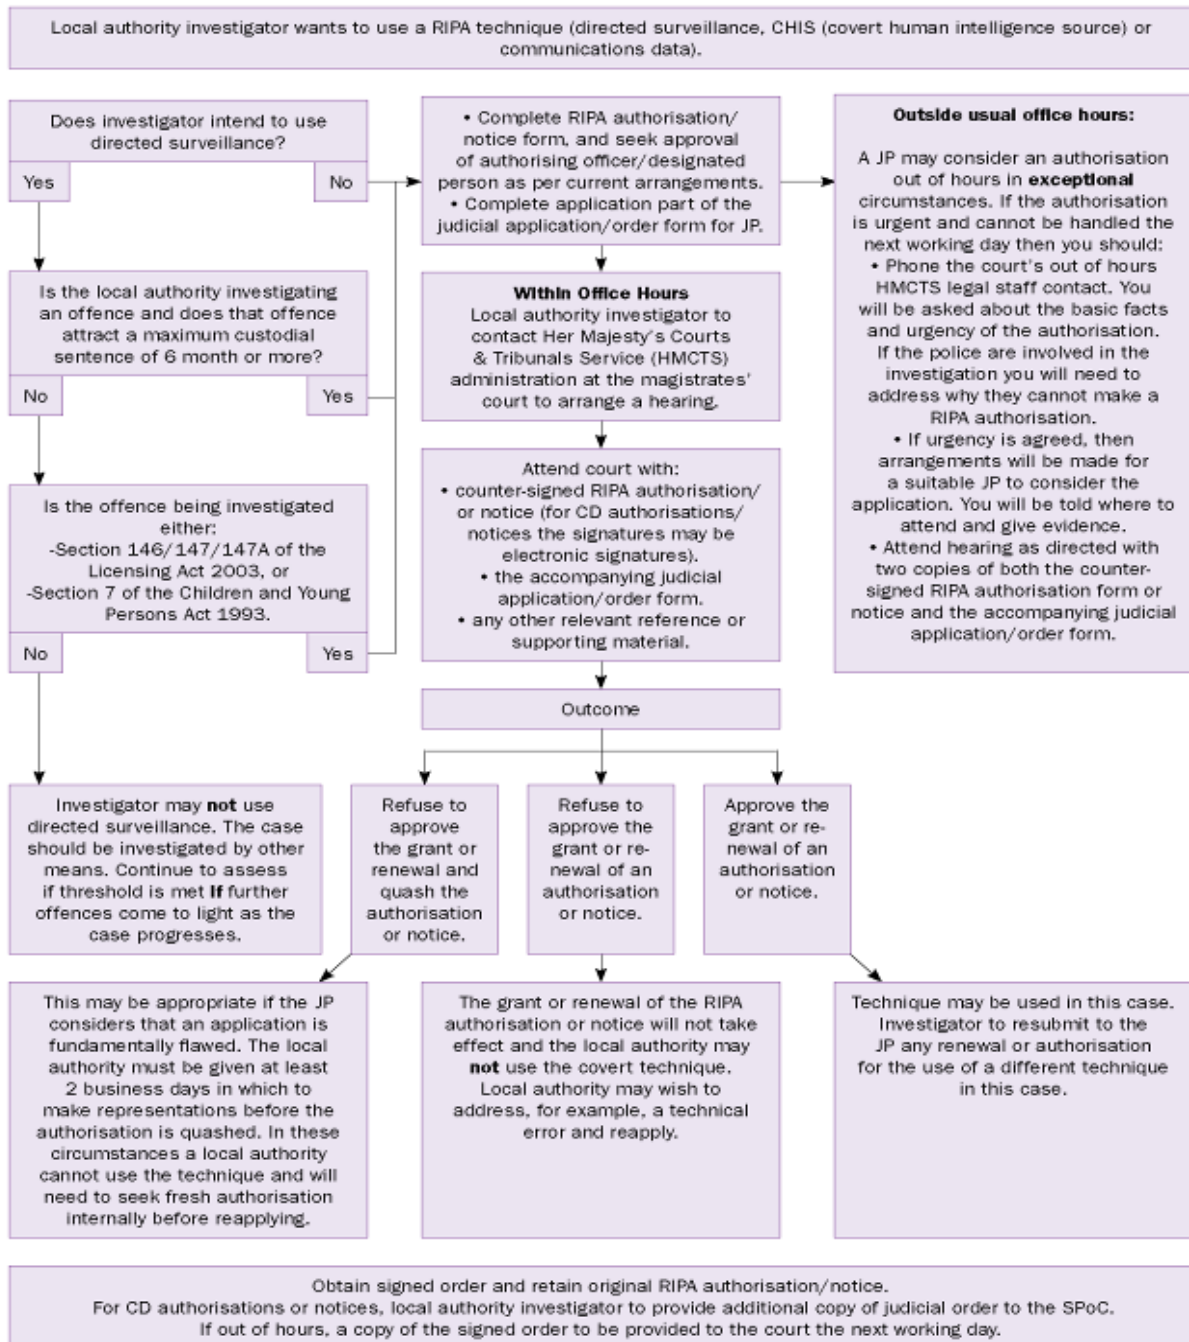 Local authority investigator wants to use a RIPA technique (directed surveillance, CHIS (covert human intelligence source) or
communications data).
Does investigator intend to use
directed surveillance?
Yes
No
Is the local authority investigating
an offence and does that offence
attract a maximum custodial
sentence of 6 month or more?
No
Yes
Is the offence being investigated
either:
-Section 146/147/147A of the
Licensing Act 2003, or
-Section 7 of the Children and Young
Persons Act 1993.
No
Yes
Investigator may not use
directed surveillance. The case
should be investigated by other
means. Continue to assess
if threshold is met if further
offences come to light as the
case progresses.
• Complete RIPA authorisation/
notice form, and seek approval
of authorising officer/designated
person as per current arrangements.
• Complete application part of the
judicial application/order form for JP.
Within Office Hours
Local authority investigator to
contact Her Majesty's Courts
& Tribunals Service (HMCTS)
administration at the magistrates'
court to arrange a hearing.
Attend court with:
• counter-signed RIPA authorisation/
or notice (for CD authorisations/
notices the signatures may be
electronic signatures).
• the accompanying judicial
application/order form.
• any other relevant reference or
supporting material.
Outcome
Outside usual office hours:
A JP may consider an authorisation
out of hours in exceptional
circumstances. If the authorisation
is urgent and cannot be handled the
next working day then you should:
• Phone the court's out of hours
HMCTS legal staff contact. You
will be asked about the basic facts
and urgency of the authorisation.
If the police are involved in the
investigation you will need to
address why they cannot make a
RIPA authorisation.
• If urgency is agreed, then
arrangements will be made for
a suitable JP to consider the
application. You will be told where to
attend and give evidence.
• Attend hearing as directed with
two copies of both the counter-
signed RIPA authorisation form or
notice and the accompanying judicial
application/order form.
Refuse to
approve
the grant or
renewal and
quash the
authorisation
or notice.
Refuse to
approve the
grant or re-
newal of an
authorisation
or notice.
Approve the
grant or re-
newal of an
authorisation
or notice.
This may be appropriate if the JP
considers that an application is
fundamentally flawed. The local
authority must be given at least
2 business days in which to
make representations before the
authorisation is quashed. In these
circumstances a local authority
cannot use the technique and will
need to seek fresh authorisation
internally before reapplying.
The grant or renewal of the RIPA
authorisation or notice will not take
effect and the local authority may
not use the covert technique.
Local authority may wish to
address, for example, a technical
error and reapply.
Technique may be used in this case.
Investigator to resubmit to the
JP any renewal or authorisation
for the use of a different technique
in this case.
Obtain signed order and retain original RIPA authorisation/notice.
For CD authorisations or notices, local authority investigator to provide additional copy of judicial order to the SPoC.
If out of hours, a copy of the signed order to be provided to the court the next working day.